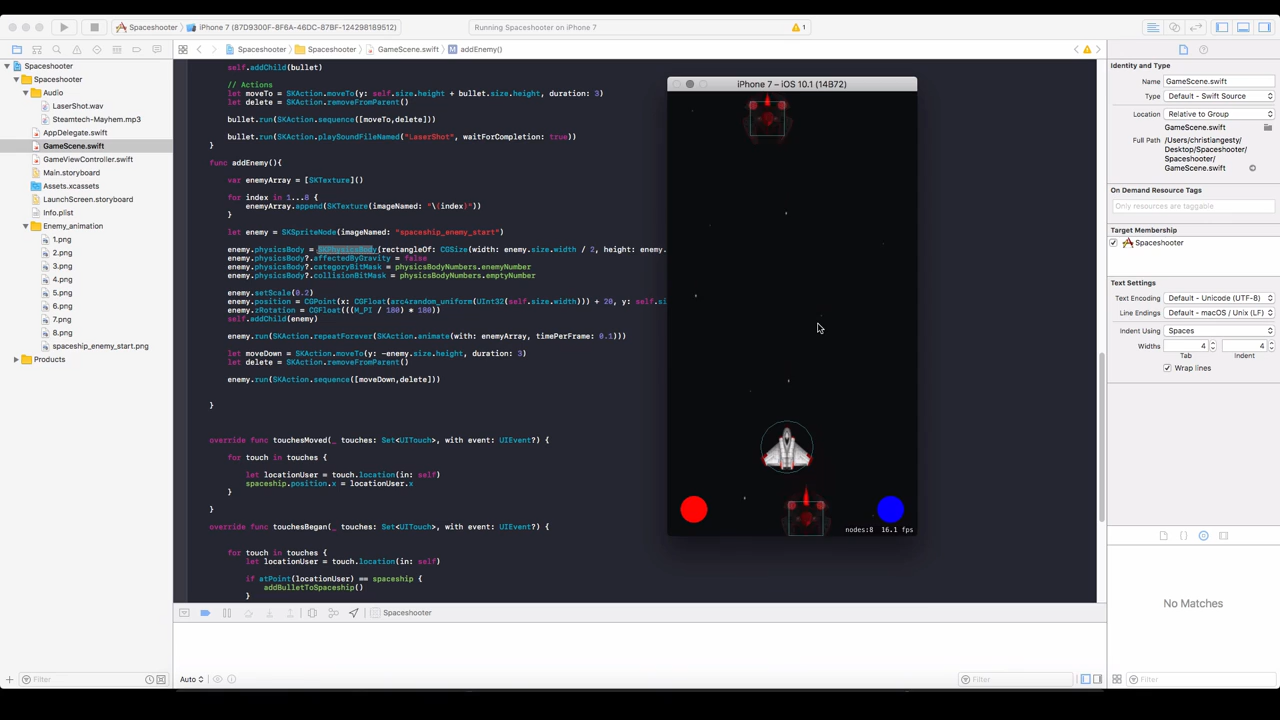 Spaceshooter
iPhone 7 (87D9300F-8F6A-46DC-87BF-124298189512)
Running Spaceshooter on iPhone 7
1
Spaceshooter
Spaceshooter
GameScene.swift
M addEnemy()
Spaceshooter
Spaceshooter
Audio
LaserShot.wav
Steamtech-Mayhem.mp3
AppDelegate.swift
GameScene.swift
GameViewController.swift
Main.storyboard
Assets.xcassets
LaunchScreen.storyboard
Info.plist
Enemy_animation
1.png
2.png
3.png
4.png
5.png
6.png
7.png
8.png
spaceship_enemy_start.png
Products
Filter
self.addChild(bullet)
// Actions
let moveTo = SKAction.moveTo(y: self.size.height + bullet.size.height, duration: 3)
let delete = SKAction.removeFromParent()
bullet.run(SKAction.sequence([moveTo,delete]))
bullet.run(SKAction.playSoundFileNamed("LaserShot", waitForCompletion: true))
}
func addEnemy(){
var enemyArray = [SKTexture]()
for index in 1...8 {
enemyArray.append(SKTexture(imageNamed: "\(index)"))
}
let enemy = SKSpriteNode(imageNamed: "spaceship_enemy_start")
enemy.physicsBody = SKPhysicsBody(rectangleOf: CGSize(width: enemy.size.width / 2, height: enemy.
enemy.physicsBody?.affectedByGravity = false
enemy.physicsBody?.categoryBitMask = physicsBodyNumbers.enemyNumber
enemy.physicsBody?.collisionBitMask = physicsBodyNumbers.emptyNumber
enemy.setScale(0.2)
enemy.position = CGPoint(x: CGFloat(arc4random_uniform(UInt32(self.size.width))) + 20, y: self.si
enemy.zRotation = CGFloat(((M_PI / 180) * 180))
self.addChild(enemy)
enemy.run(SKAction.repeatForever(SKAction.animate(with: enemyArray, timePerFrame: 0.1)))
let moveDown = SKAction.moveTo(y: -enemy.size.height, duration: 3)
let delete = SKAction.removeFromParent()
enemy.run(SKAction.sequence([moveDown,delete]))
}
override func touchesMoved(_ touches: Set<UITouch>, with event: UIEvent?) {
for touch in touches {
let locationUser = touch.location(in: self)
spaceship.position.x = locationUser.x
}
}
override func touchesBegan(_ touches: Set<UITouch>, with event: UIEvent?) {
for touch in touches {
let locationUser = touch.location(in: self)
if atPoint(locationUser) == spaceship {
addBulletToSpaceship()
}
iPhone 7 – iOS 10.1 (14B72)
nodes:8 16.1 fps
Spaceshooter
Auto
Filter
Identity and Type
Name GameScene.swift
Type Default - Swift Source
Location Relative to Group
GameScene.swift
Full Path /Users/christiangesty/
Desktop/Spaceshooter/
Spaceshooter/
GameScene.swift
On Demand Resource Tags
Only resources are taggable
Target Membership
Spaceshooter
Text Settings
Text Encoding Default - Unicode (UTF-8)
Line Endings Default - macOS / Unix (LF)
Indent Using Spaces
Widths 4 4
Tab Indent
Wrap lines
No Matches
Filter